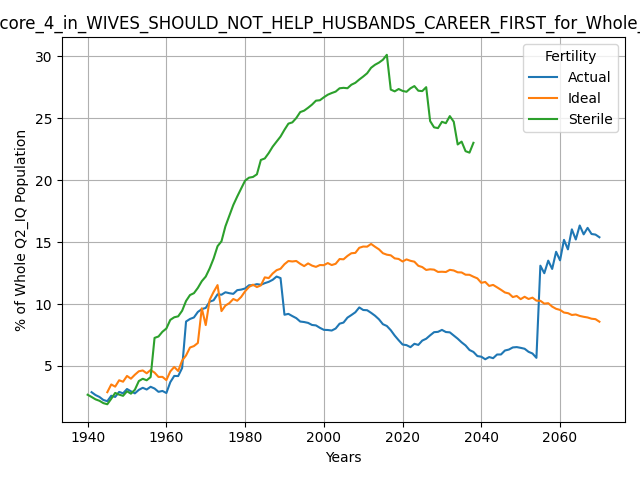 core_4_in_WIVES_SHOULD_NOT_HELP_HUSBANDS_CAREER_FIRST_for_Whole_
Fertility
Actual
Ideal
Sterile
% of Whole Q2_IQ Population
30
25
20
15
10
5
1940 1960 1980 2000 2020 2040 2060
Years